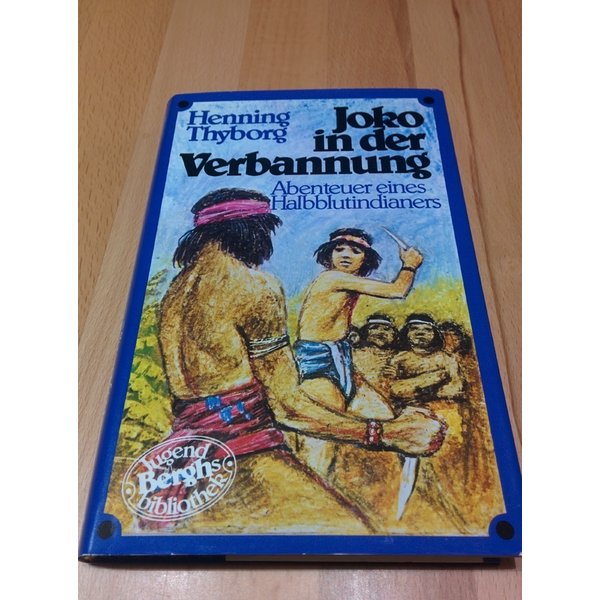 Henning
Thyborg
Joko
in der
Verbannung
Abenteuer eines
Halbblutindianers
Jugend
Berghs
bibliothek